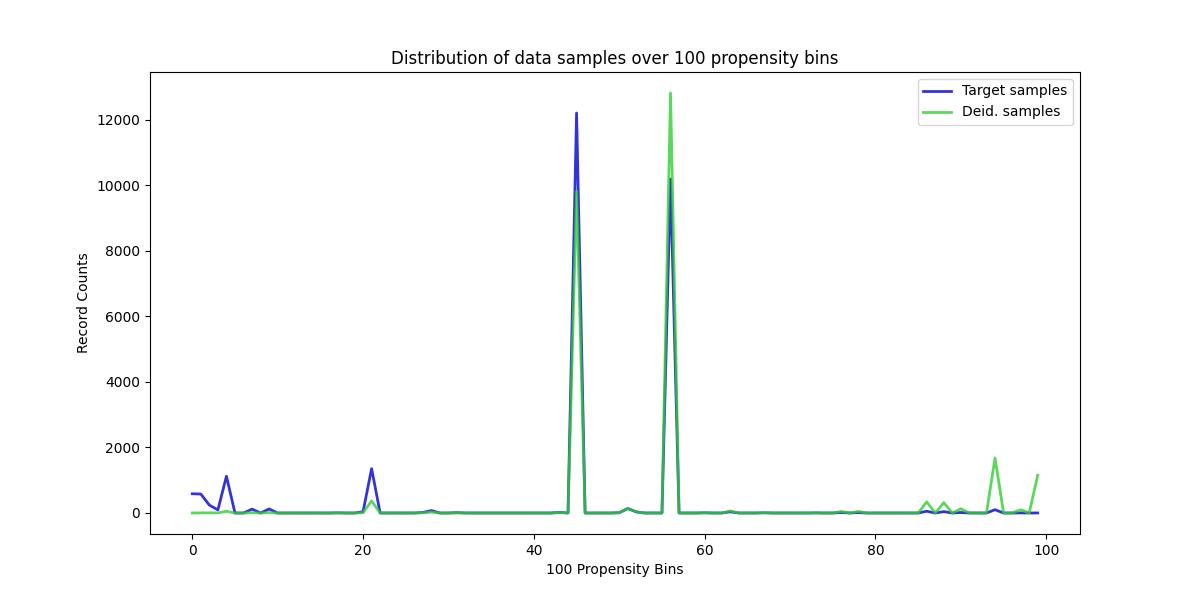 Distribution of data samples over 100 propensity bins
Target samples
Deid. samples
12000
10000
8000
6000
4000
2000
0
Record Counts
0 20 40 60 80 100
100 Propensity Bins